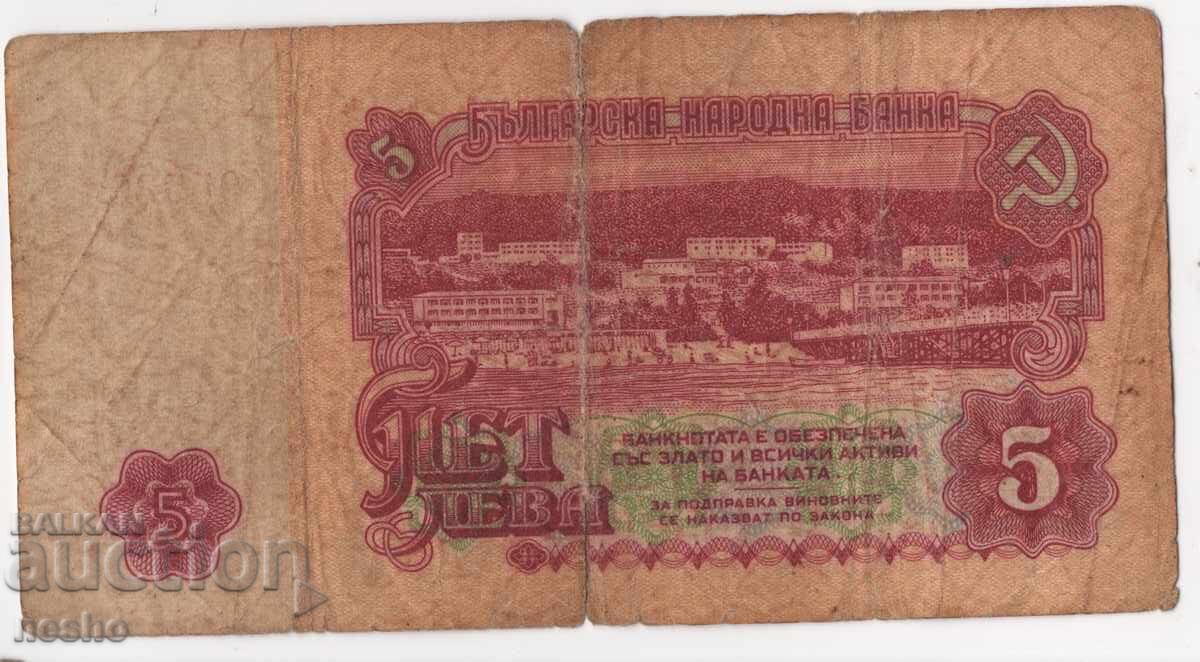 5 БЪЛГАРСКА НАРОДНА БАНКА
ПЕТ
ЛЕВА
БАНКНОТАТА Е ОБЕЗПЕЧЕНА
СЪС ЗЛАТО И ВСИЧКИ АКТИВИ
НА БАНКАТА
ЗА ПОДПРАВКА ВИНОВНИТЕ
СЕ НАКАЗВАТ ПО ЗАКОНА
5
5
BALKAN
auction
nesho